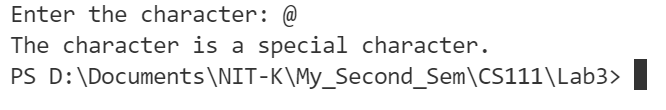 Enter the character: @
The character is a special character.
PS D:\Documents\NIT-K\My_Second_Sem\CS111\Lab3>